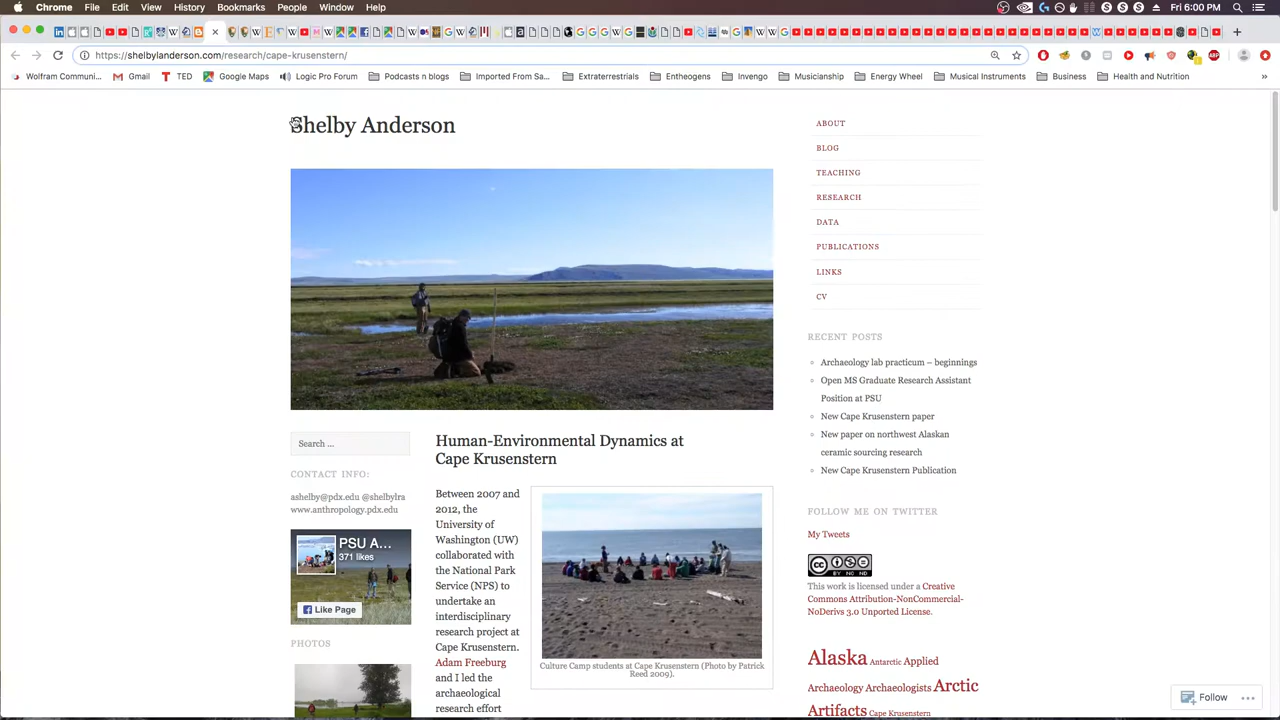 Chrome File Edit View History Bookmarks People Window Help
5:06:00 PM
https://shelbylanderson.com/research/cape-krusenstern/
Wolfram Communi... Gmail TED Google Maps Logic Pro Forum Podcasts n blogs Imported From Sa... Extraterrestrials Entheogens Invengo Musicianship Energy Wheel Musical Instruments Business Health and Nutrition
Shelby Anderson
ABOUT
BLOG
TEACHING
RESEARCH
DATA
PUBLICATIONS
LINKS
CV
RECENT POSTS
Archaeology lab practicum – beginnings
Open MS Graduate Research Assistant
Position at PSU
New Cape Krusenstern paper
New paper on northwest Alaskan
ceramic sourcing research
New Cape Krusenstern Publication
FOLLOW ME ON TWITTER
My Tweets
CC BY NC ND
This work is licensed under a Creative
Commons Attribution-NonCommercial-
NoDerivs 3.0 Unported License.
Alaska Antarctic Applied
Archaeology Archaeologists Arctic
Artifacts Cape Krusenstern
Search ...
CONTACT INFO:
ashelby@pdx.edu @shelbylra
www.anthropology.pdx.edu
PSU A...
371 likes
Like Page
PHOTOS
Human-Environmental Dynamics at
Cape Krusenstern
Between 2007 and
2012, the
University of
Washington (UW)
collaborated with
the National Park
Service (NPS) to
undertake an
interdisciplinary
research project at
Cape Krusenstern.
Adam Freeburg
and I led the
archaeological
research effort
Culture Camp students at Cape Krusenstern (Photo by Patrick
Reed 2009).
Follow